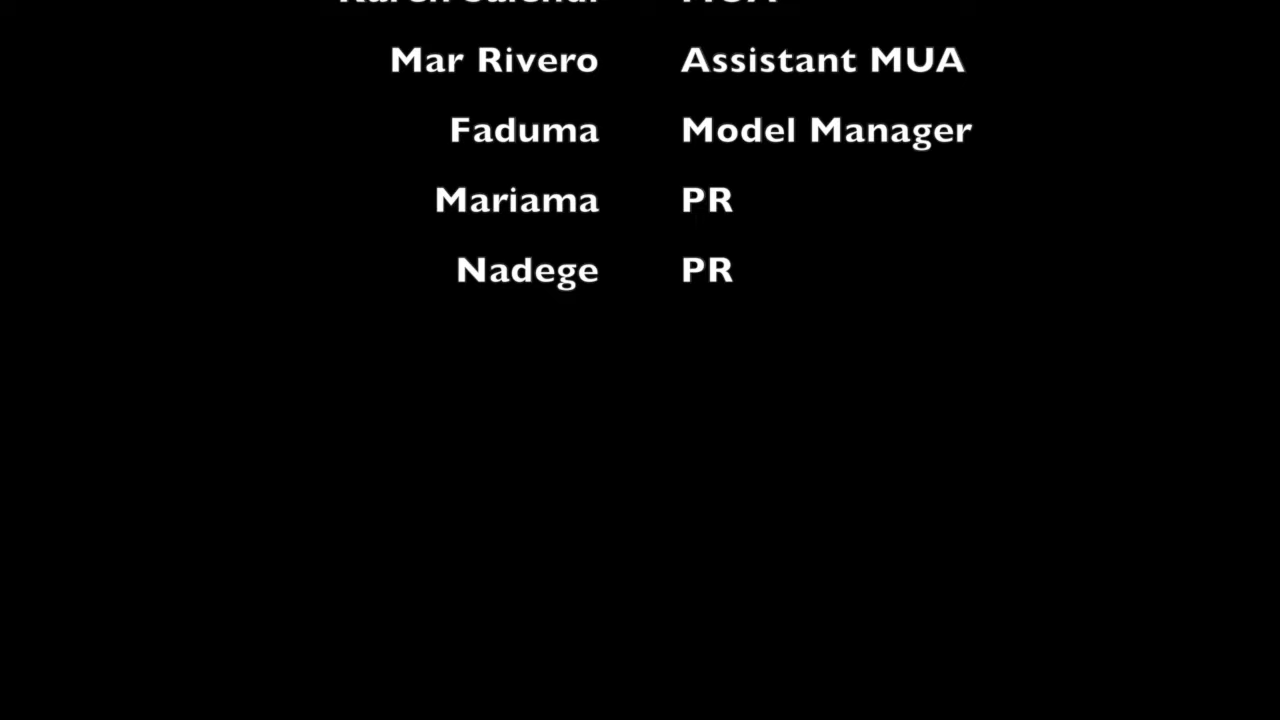 Mar Rivero Assistant MUA
Faduma Model Manager
Mariama PR
Nadege PR